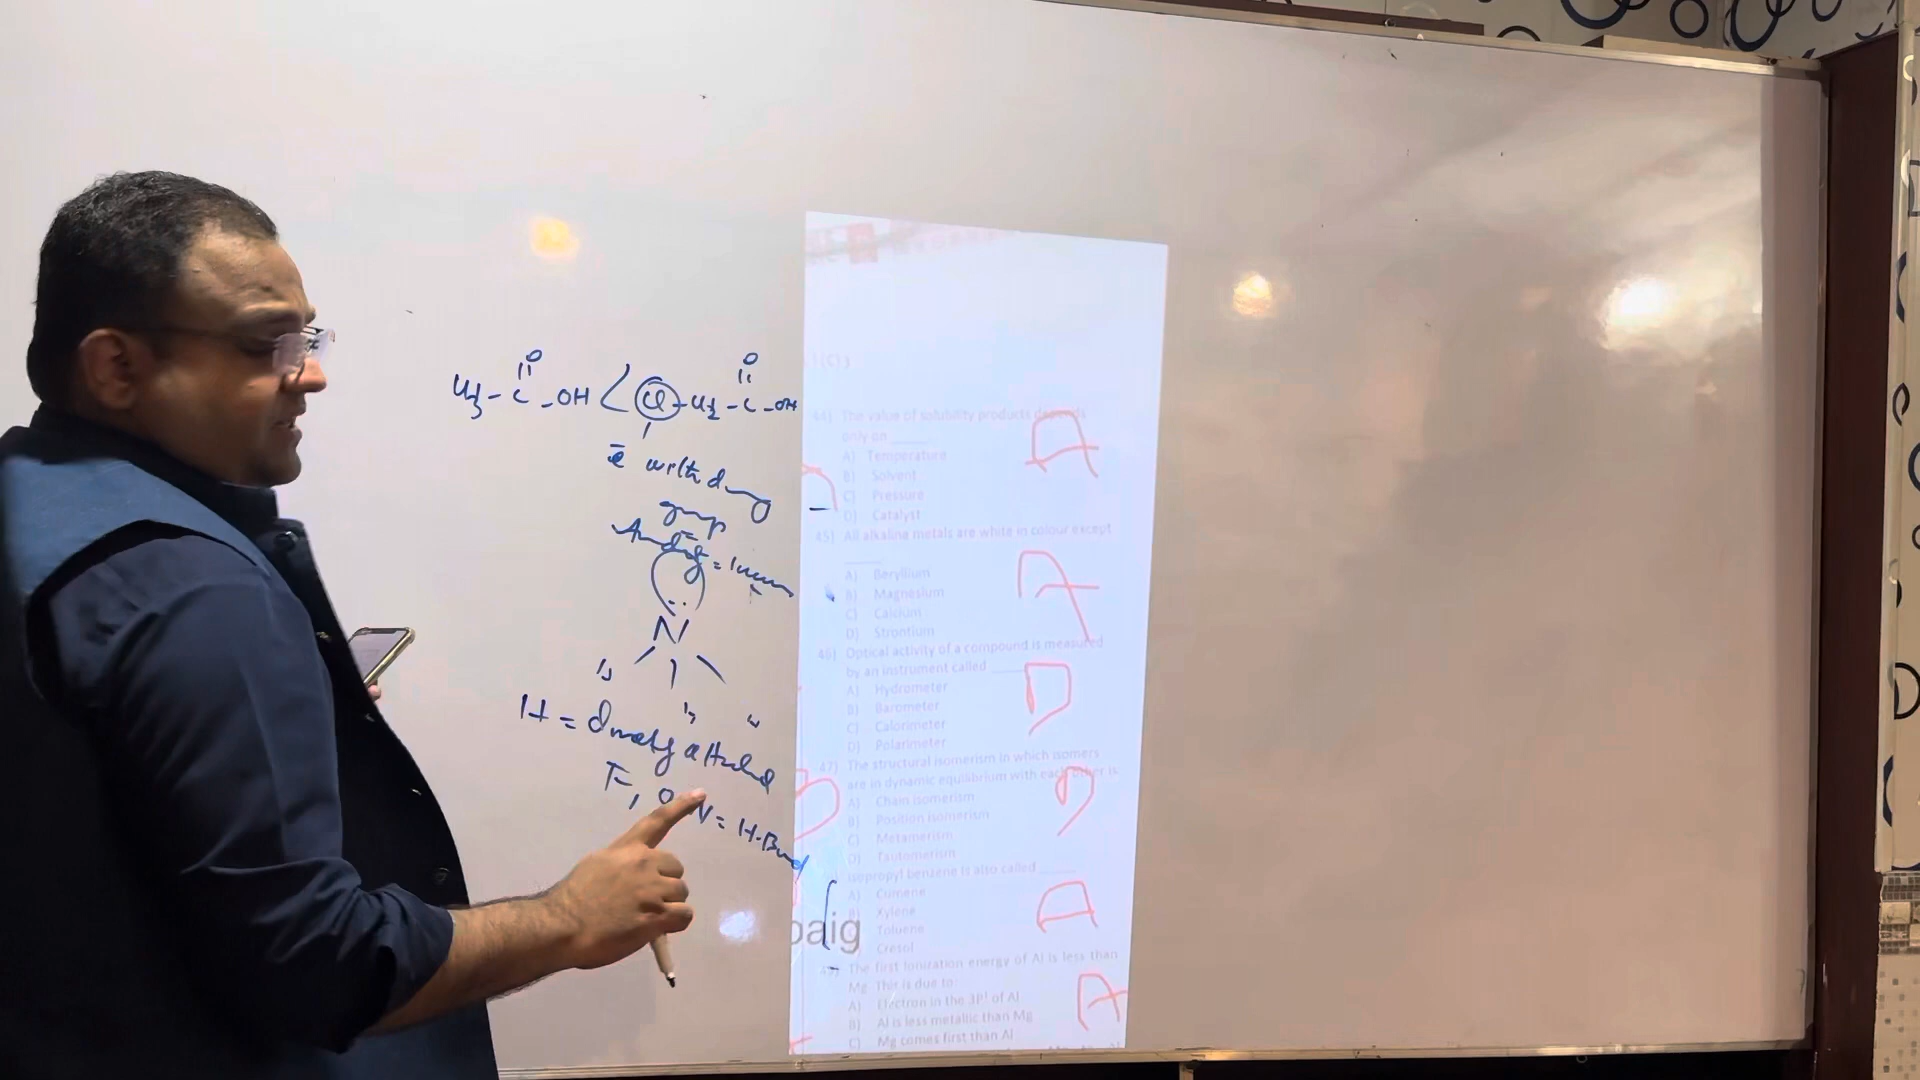 O O
CH3 - C - OH < Cl - CH2 - C - OH
ē withdrawing
group
N
H = directly attached
F, O, N = H-Bond
44) The value of solubility products depends
only on ______
A) Temperature
B) Solvent
C) Pressure
D) Catalyst
A
45) All alkaline metals are white in colour except
______
A) Beryllium
B) Magnesium
C) Calcium
D) Strontium
A
46) Optical activity of a compound is measured
by an instrument called ______
A) Hydrometer
B) Barometer
C) Calorimeter
D) Polarimeter
D
47) The structural isomerism in which isomers
are in dynamic equilibrium with each other is:
A) Chain isomerism
B) Position isomerism
C) Metamerism
D) Tautomerism
D
isopropyl benzene is also called ______
A) Cumene
B) Xylene
Toluene
Cresol
A
baig
49) The first ionization energy of Al is less than
Mg. This is due to:
A) Electron in the 3P¹ of Al
B) Al is less metallic than Mg
C) Mg comes first than Al
A